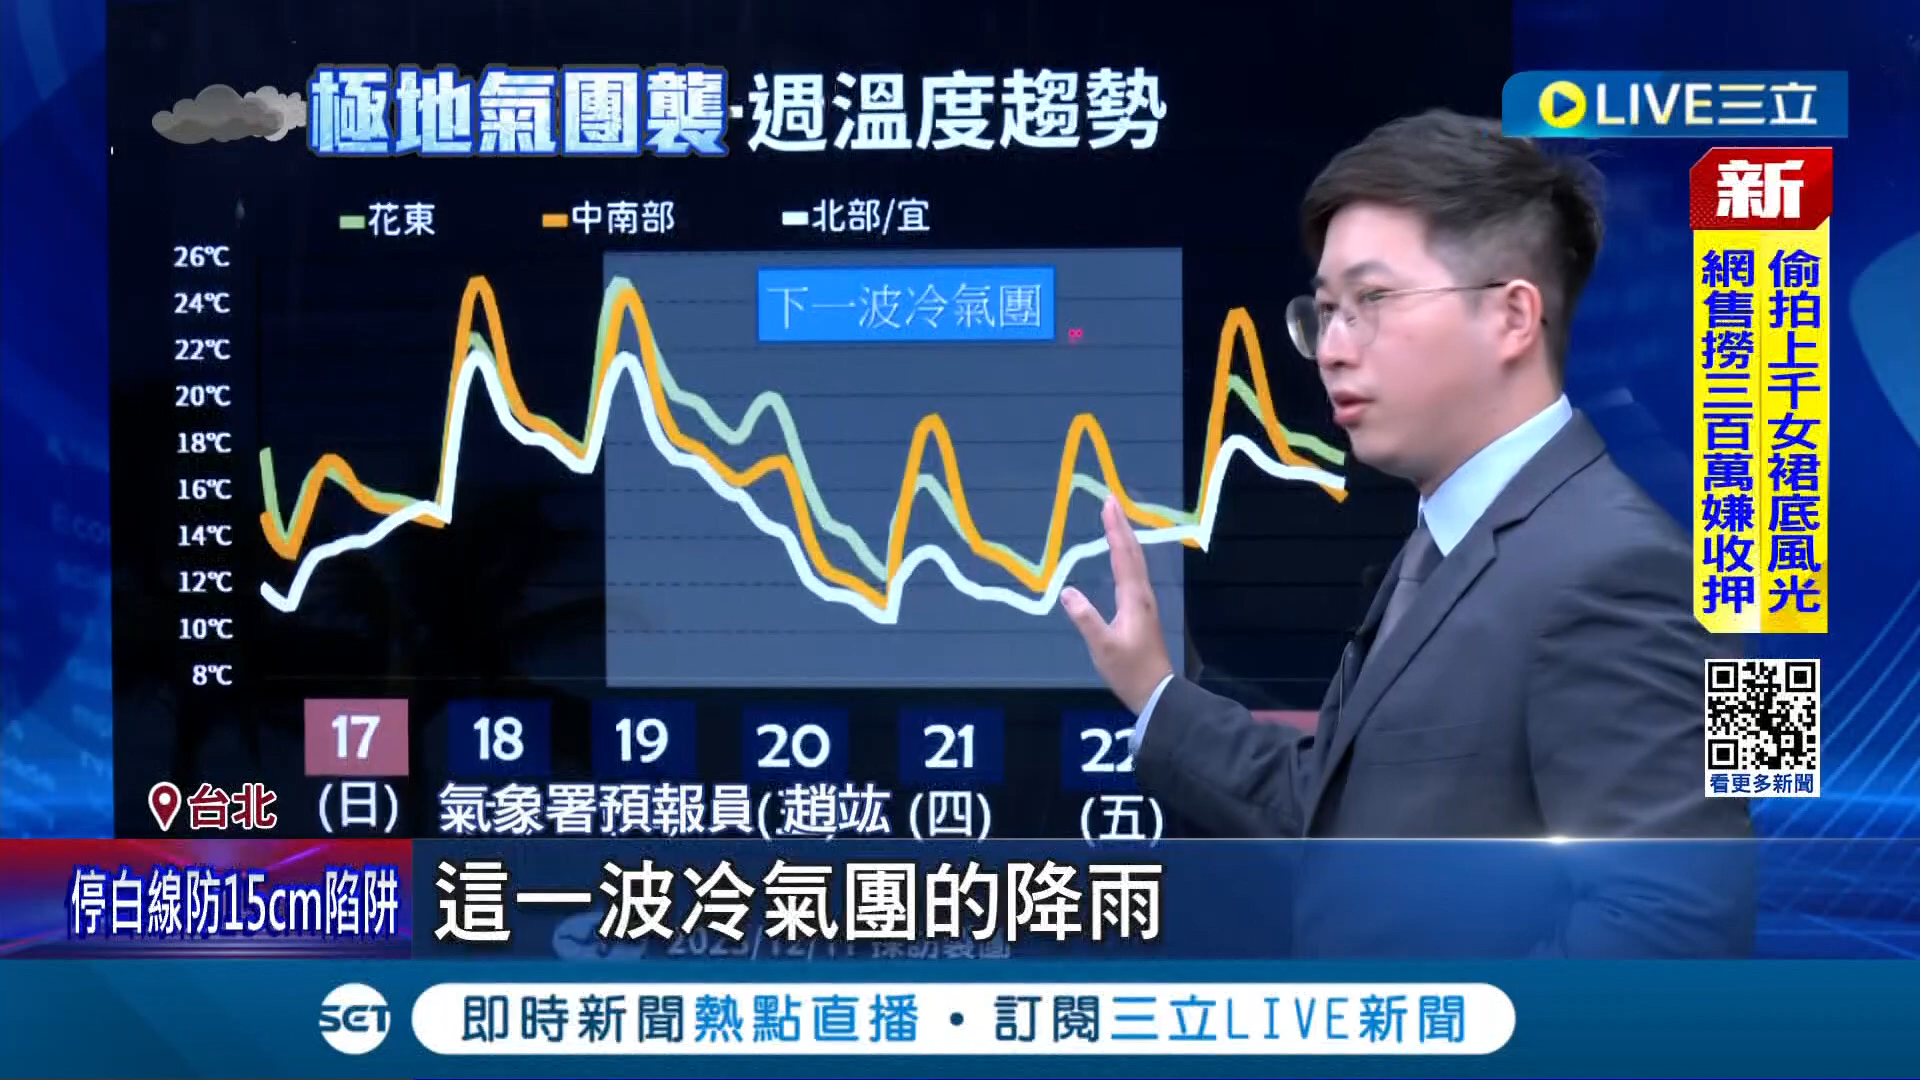 極地氣團襲
週溫度趨勢
LIVE三立
新
偷拍上千女裙底風光
網售撈三百萬嫌收押
花東
中南部
北部/宜
下一波冷氣團
26℃
24℃
22℃
20℃
18℃
16℃
14℃
12℃
10℃
8℃
17
18
19
20
21
22
(日)
(四)
(五)
台北
氣象署預報員 趙竑
看更多新聞
停白線防15cm陷阱
這一波冷氣團的降雨
SET
即時新聞熱點直播・訂閱三立LIVE新聞